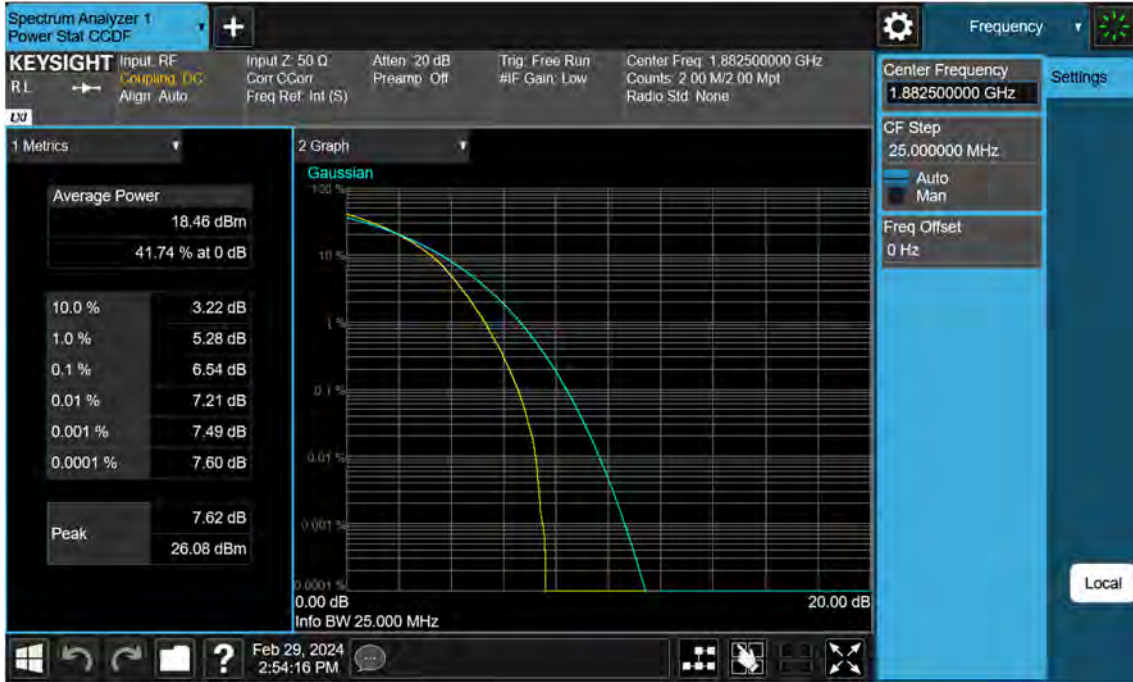 Spectrum Analyzer 1
Power Stat CCDF
Frequency
KEYSIGHT
Input: RF
Coupling: DC
Align: Auto
Input Z: 50 Ω
Corr CCorr
Freq Ref: Int (S)
Atten: 20 dB
Preamp: Off
Trig: Free Run
#IF Gain: Low
Center Freq: 1.882500000 GHz
Counts: 2.00 M/2.00 Mpt
Radio Std: None
R L
LXI
Center Frequency
1.882500000 GHz
Settings
CF Step
25.000000 MHz
Auto
Man
Freq Offset
0 Hz
1 Metrics
Average Power
18.46 dBm
41.74 % at 0 dB
10.0 % 3.22 dB
1.0 % 5.28 dB
0.1 % 6.54 dB
0.01 % 7.21 dB
0.001 % 7.49 dB
0.0001 % 7.60 dB
Peak
7.62 dB
26.08 dBm
2 Graph
Gaussian
100 %
10 %
1 %
0.1 %
0.01 %
0.001 %
0.0001 %
0.00 dB 20.00 dB
Info BW 25.000 MHz
Local
Feb 29, 2024
2:54:16 PM